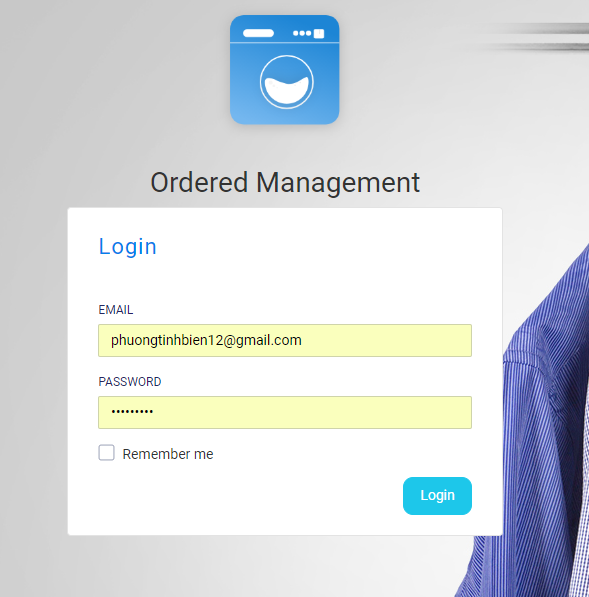 Ordered Management
Login
EMAIL
phuongtinhbien12@gmail.com
PASSWORD
•••••••••
Remember me
Login